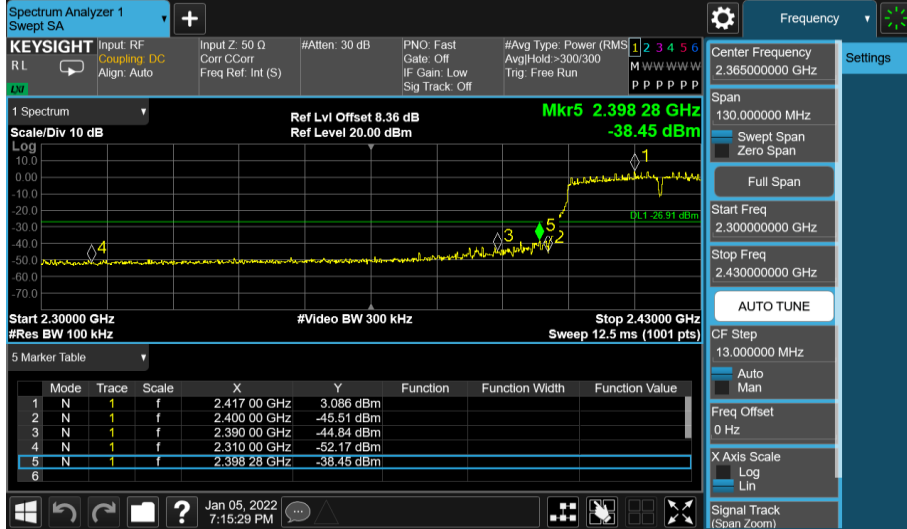 Spectrum Analyzer 1
Swept SA
+
Frequency
KEYSIGHT
R L
LXI
Input: RF
Coupling: DC
Align: Auto
Input Z: 50 Ω
Corr CCorr
Freq Ref: Int (S)
#Atten: 30 dB
PNO: Fast
Gate: Off
IF Gain: Low
Sig Track: Off
#Avg Type: Power (RMS
Avg|Hold:>300/300
Trig: Free Run
1 2 3 4 5 6
M W W W W W
P P P P P P
1 Spectrum
Scale/Div 10 dB
Ref Lvl Offset 8.36 dB
Ref Level 20.00 dBm
Mkr5 2.398 28 GHz
-38.45 dBm
Log
10.0
0.00
-10.0
-20.0
-30.0
-40.0
-50.0
-60.0
-70.0
1
DL1 -26.91 dBm
5
3
2
4
Start 2.30000 GHz
#Video BW 300 kHz
Stop 2.43000 GHz
#Res BW 100 kHz
Sweep 12.5 ms (1001 pts)
5 Marker Table
Mode Trace Scale X Y Function Function Width Function Value
1 N 1 f 2.417 00 GHz 3.086 dBm
2 N 1 f 2.400 00 GHz -45.51 dBm
3 N 1 f 2.390 00 GHz -44.84 dBm
4 N 1 f 2.310 00 GHz -52.17 dBm
5 N 1 f 2.398 28 GHz -38.45 dBm
6
?
Jan 05, 2022
7:15:29 PM
Center Frequency
2.365000000 GHz
Span
130.000000 MHz
Swept Span
Zero Span
Full Span
Start Freq
2.300000000 GHz
Stop Freq
2.430000000 GHz
AUTO TUNE
CF Step
13.000000 MHz
Auto
Man
Freq Offset
0 Hz
X Axis Scale
Log
Lin
Signal Track
(Span Zoom)
Settings